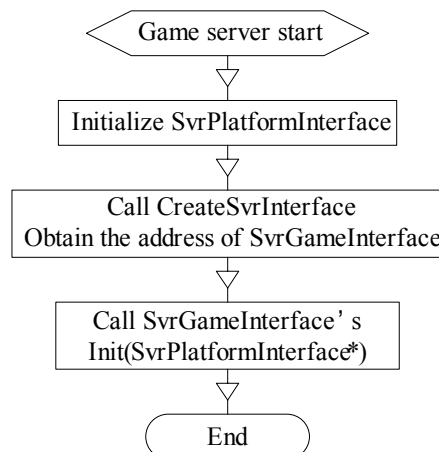 Game server start
Initialize SvrPlatformInterface
Call CreateSvrInterface
Obtain the address of SvrGameInterface
Call SvrGameInterface’ s
Init(SvrPlatformInterface*)
End